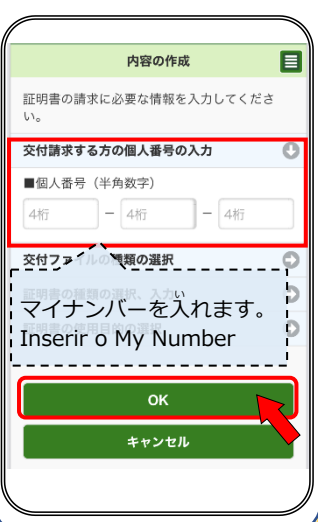 内容の作成
証明書の請求に必要な情報を入力してくださ
い。
交付請求する方の個人番号の入力
■個人番号（半角数字）
4桁 － 4桁 － 4桁
交付ファイルの種類の選択
証明書の種類の選択、入力
証明書の使用目的の選択
い
マイナンバーを入れます。
Inserir o My Number
OK
キャンセル